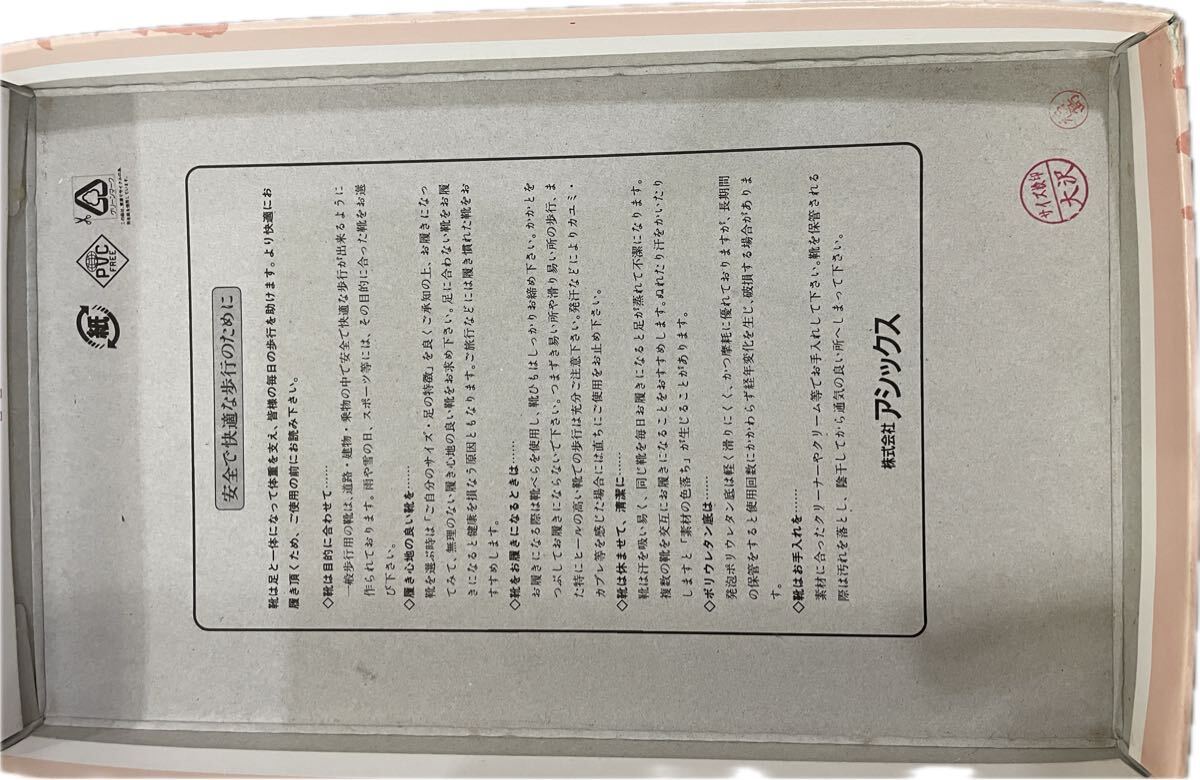 安全で快適な歩行のために
靴は足と一体になって体重を支え、皆様の毎日の歩行を助けます。より快適にお
履き頂くため、ご使用の前にお読み下さい。
◇靴は目的に合わせて……
一般歩行用の靴は、道路・建物・乗物の中で安全で快適な歩行が出来るように
作られております。雨や雪の日、スポーツ等には、その目的に合った靴をお選
び下さい。
◇履き心地の良い靴を……
靴を選ぶ時は「ご自分のサイズ・足の特徴」を良くご承知の上、お履きになっ
てみて、無理のない履き心地の良い靴をお求め下さい。足に合わない靴をお履
きになると健康を損なう原因ともなります。ご旅行などには履き慣れた靴をお
すすめします。
◇靴をお履きになるときは……
お履きになる際は靴べらを使用し、靴ひもはしっかりお締め下さい。かかとを
つぶしてお履きにならないで下さい。つまずき易い所や滑り易い所の歩行、ま
た特にヒールの高い靴での歩行は充分ご注意下さい。発汗などによりカユミ・
カブレ等を感じた場合には直ちにご使用をお止め下さい。
◇靴は休ませて、清潔に……
靴は汗を吸い易く、同じ靴を毎日お履きになると足が蒸れて不潔になります。
複数の靴を交互にお履きになることをおすすめします。ぬれたり汗をかいたり
しますと「素材の色落ち」が生じることがあります。
◇ポリウレタン底は……
発泡ポリウレタン底は軽く滑りにくく、かつ摩耗に優れておりますが、長期間
の保管をすると使用回数にかかわらず経年変化を生じ、破損する場合がありま
す。
◇靴はお手入れを……
素材に合ったクリーナーやクリーム等でお手入れして下さい。靴を保管される
際は汚れを落とし、陰干してから通気の良い所へしまって下さい。
株式会社アシックス
紙
PVC
FREE
グリーンマーク
サイズ検印
大沢